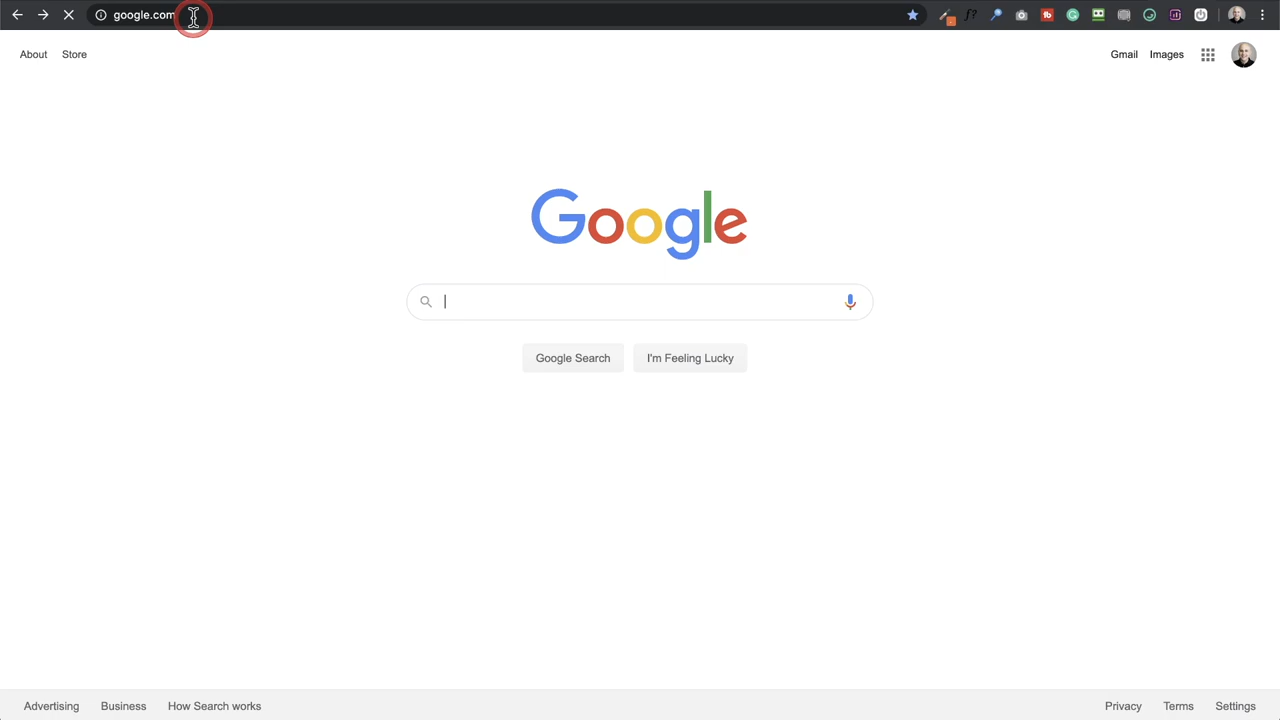 google.com
f?
About
Store
Gmail
Images
Google
Google Search
I'm Feeling Lucky
Advertising
Business
How Search works
Privacy
Terms
Settings